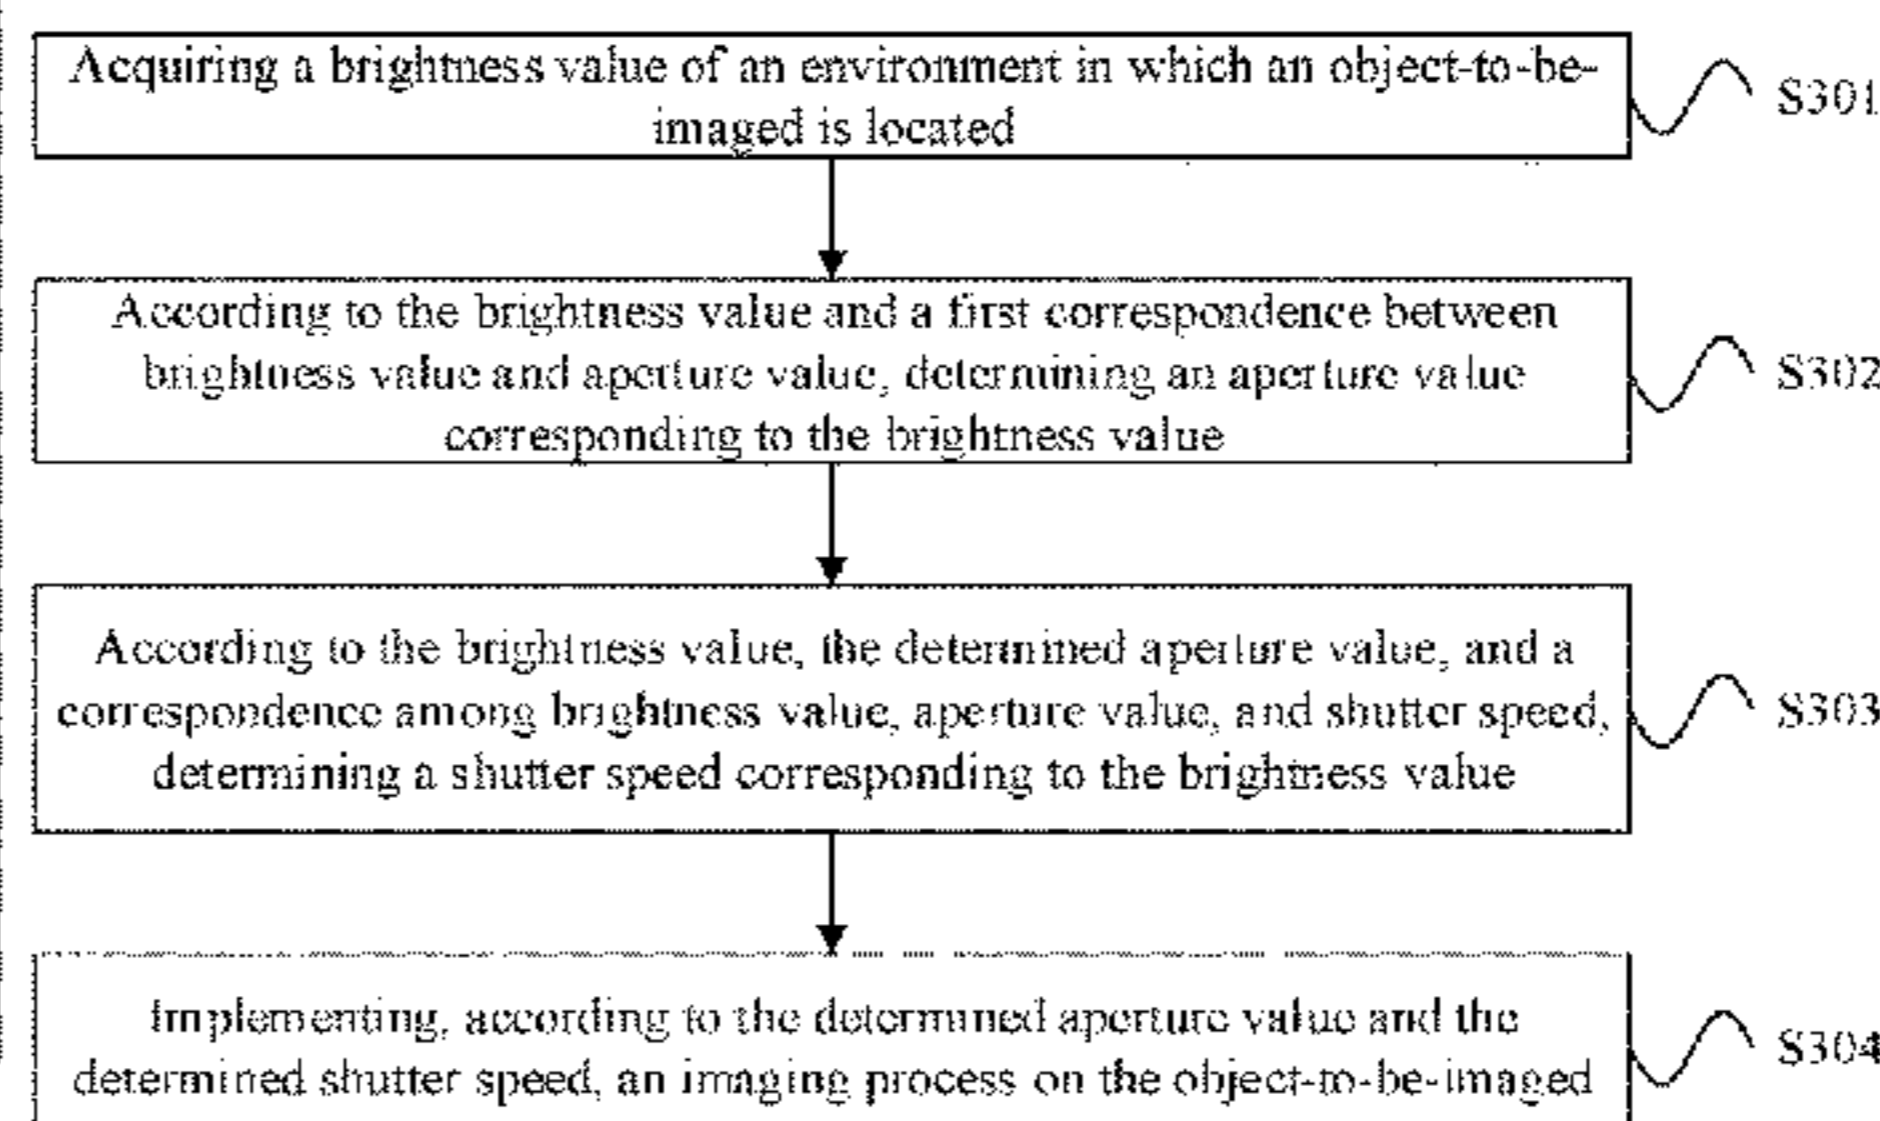 Acquiring a brightness value of an environment in which an object-to-be-
imaged is located
S301
According to the brightness value and a first correspondence between
brightness value and aperture value, determining an aperture value
corresponding to the brightness value
S302
According to the brightness value, the determined aperture value, and a
correspondence among brightness value, aperture value, and shutter speed,
determining a shutter speed corresponding to the brightness value
S303
Implementing, according to the determined aperture value and the
determined shutter speed, an imaging process on the object-to-be-imaged
S304